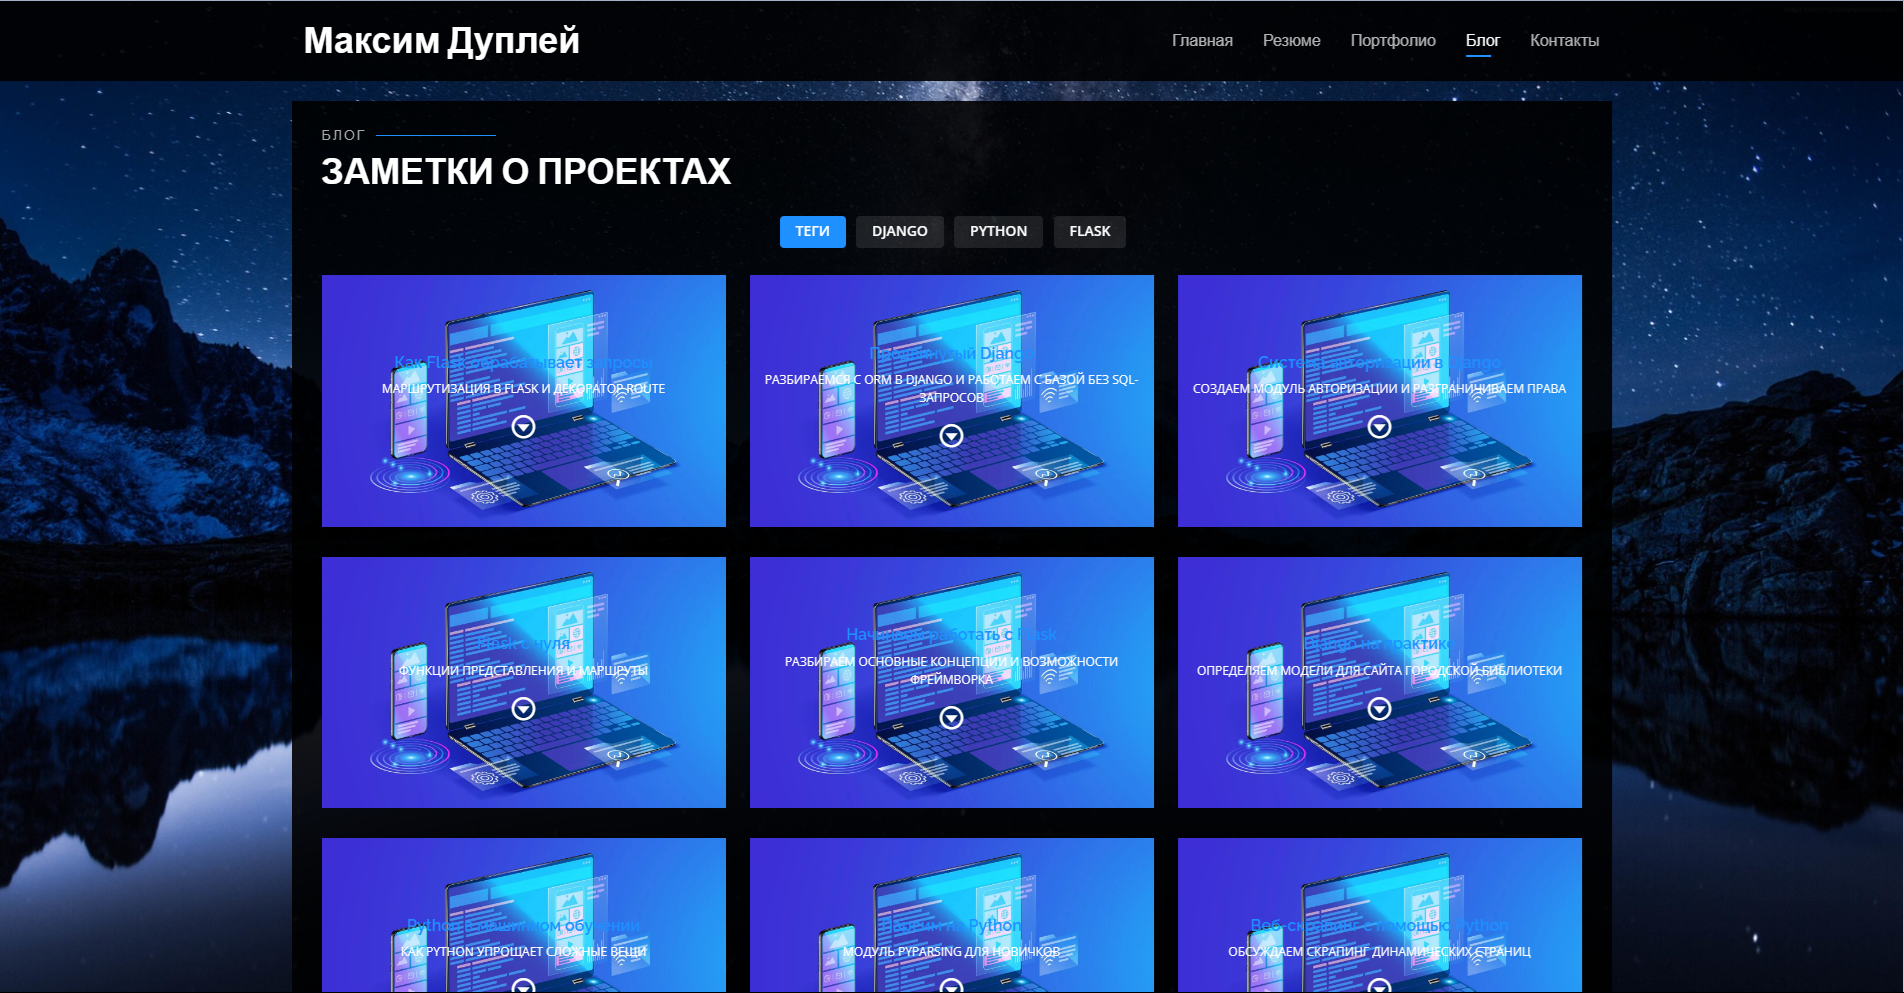 Максим Дуплей
Главная Резюме Портфолио Блог Контакты
БЛОГ
ЗАМЕТКИ О ПРОЕКТАХ
ТЕГИ DJANGO PYTHON FLASK
Как Flask обрабатывает запросы
МАРШРУТИЗАЦИЯ В FLASK И ДЕКОРАТОР ROUTE
Продвинутый Django
РАЗБИРАЕМСЯ С ORM В DJANGO И РАБОТАЕМ С БАЗОЙ БЕЗ SQL-
ЗАПРОСОВ
Система авторизации в Django
СОЗДАЕМ МОДУЛЬ АВТОРИЗАЦИИ И РАЗГРАНИЧИВАЕМ ПРАВА
Flask с нуля
ФУНКЦИИ ПРЕДСТАВЛЕНИЯ И МАРШРУТЫ
Начинаем работать с Flask
РАЗБИРАЕМ ОСНОВНЫЕ КОНЦЕПЦИИ И ВОЗМОЖНОСТИ
ФРЕЙМВОРКА
Django на практике
ОПРЕДЕЛЯЕМ МОДЕЛИ ДЛЯ САЙТА ГОРОДСКОЙ БИБЛИОТЕКИ
Python в машинном обучении
КАК PYTHON УПРОЩАЕТ СЛОЖНЫЕ ВЕЩИ
Парсим на Python
МОДУЛЬ PYPARSING ДЛЯ НОВИЧКОВ
Веб-скрапинг с помощью Python
ОБСУЖДАЕМ СКРАПИНГ ДИНАМИЧЕСКИХ СТРАНИЦ